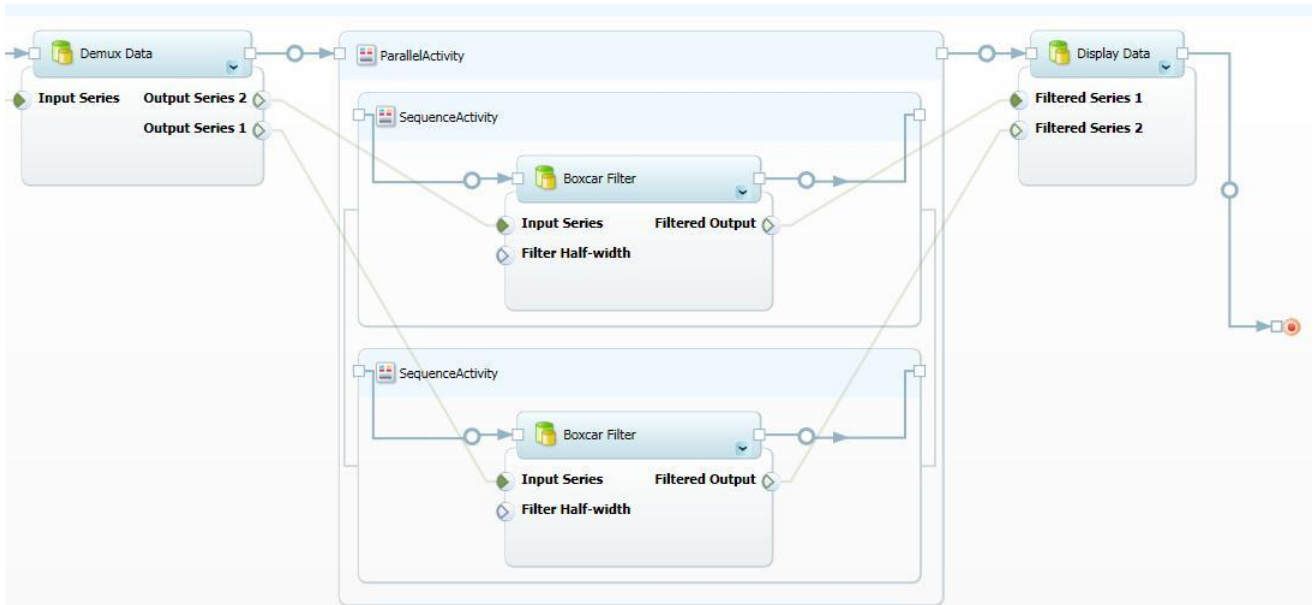 Demux Data
Input Series Output Series 2
Output Series 1
ParallelActivity
SequenceActivity
Boxcar Filter
Input Series Filtered Output
Filter Half-width
SequenceActivity
Boxcar Filter
Input Series Filtered Output
Filter Half-width
Display Data
Filtered Series 1
Filtered Series 2